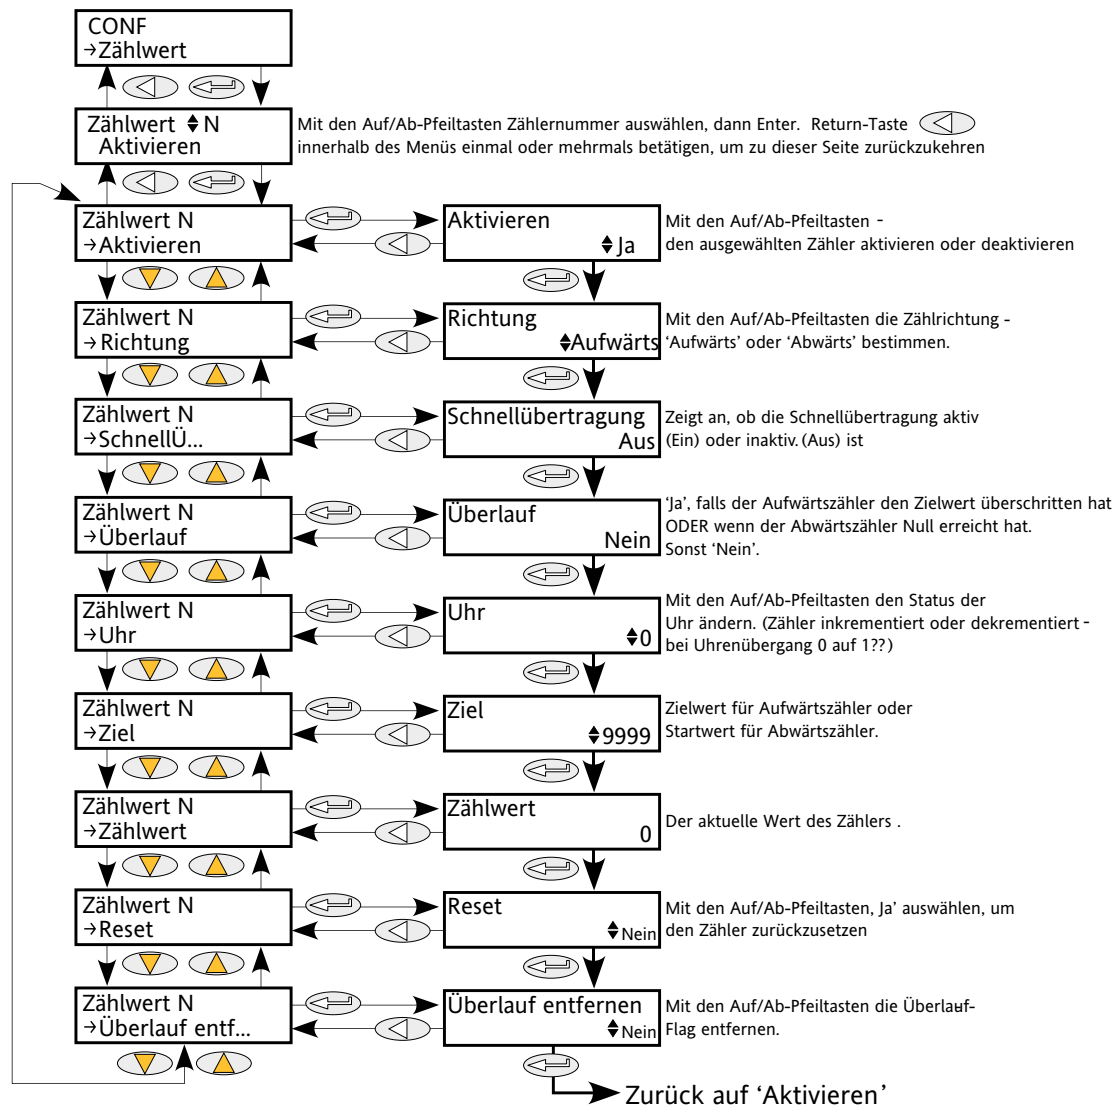 CONF
→Zählwert
Zählwert ♦N
Aktivieren
Mit den Auf/Ab-Pfeiltasten Zählernummer auswählen, dann Enter. Return-Taste
innerhalb des Menüs einmal oder mehrmals betätigen, um zu dieser Seite zurückzukehren
Zählwert N
→Aktivieren
Aktivieren
♦Ja
Mit den Auf/Ab-Pfeiltasten -
den ausgewählten Zähler aktivieren oder deaktivieren
Zählwert N
→Richtung
Richtung
♦Aufwärts
Mit den Auf/Ab-Pfeiltasten die Zählrichtung -
‘Aufwärts’ oder ‘Abwärts’ bestimmen.
Zählwert N
→SchnellÜ...
Schnellübertragung
Aus
Zeigt an, ob die Schnellübertragung aktiv
(Ein) oder inaktiv.(Aus) ist
Zählwert N
→Überlauf
Überlauf
Nein
‘Ja’, falls der Aufwärtszähler den Zielwert überschritten hat
ODER wenn der Abwärtszähler Null erreicht hat.
Sonst ‘Nein’.
Zählwert N
→Uhr
Uhr
♦0
Mit den Auf/Ab-Pfeiltasten den Status der
Uhr ändern. (Zähler inkrementiert oder dekrementiert -
bei Uhrenübergang 0 auf 1??)
Zählwert N
→Ziel
Ziel
♦9999
Zielwert für Aufwärtszähler oder
Startwert für Abwärtszähler.
Zählwert N
→Zählwert
Zählwert
0
Der aktuelle Wert des Zählers .
Zählwert N
→Reset
Reset
♦Nein
Mit den Auf/Ab-Pfeiltasten, Ja’ auswählen, um
den Zähler zurückzusetzen
Zählwert N
→Überlauf entf...
Überlauf entfernen
♦Nein
Mit den Auf/Ab-Pfeiltasten die Überlauf-
Flag entfernen.
Zurück auf ‘Aktivieren’